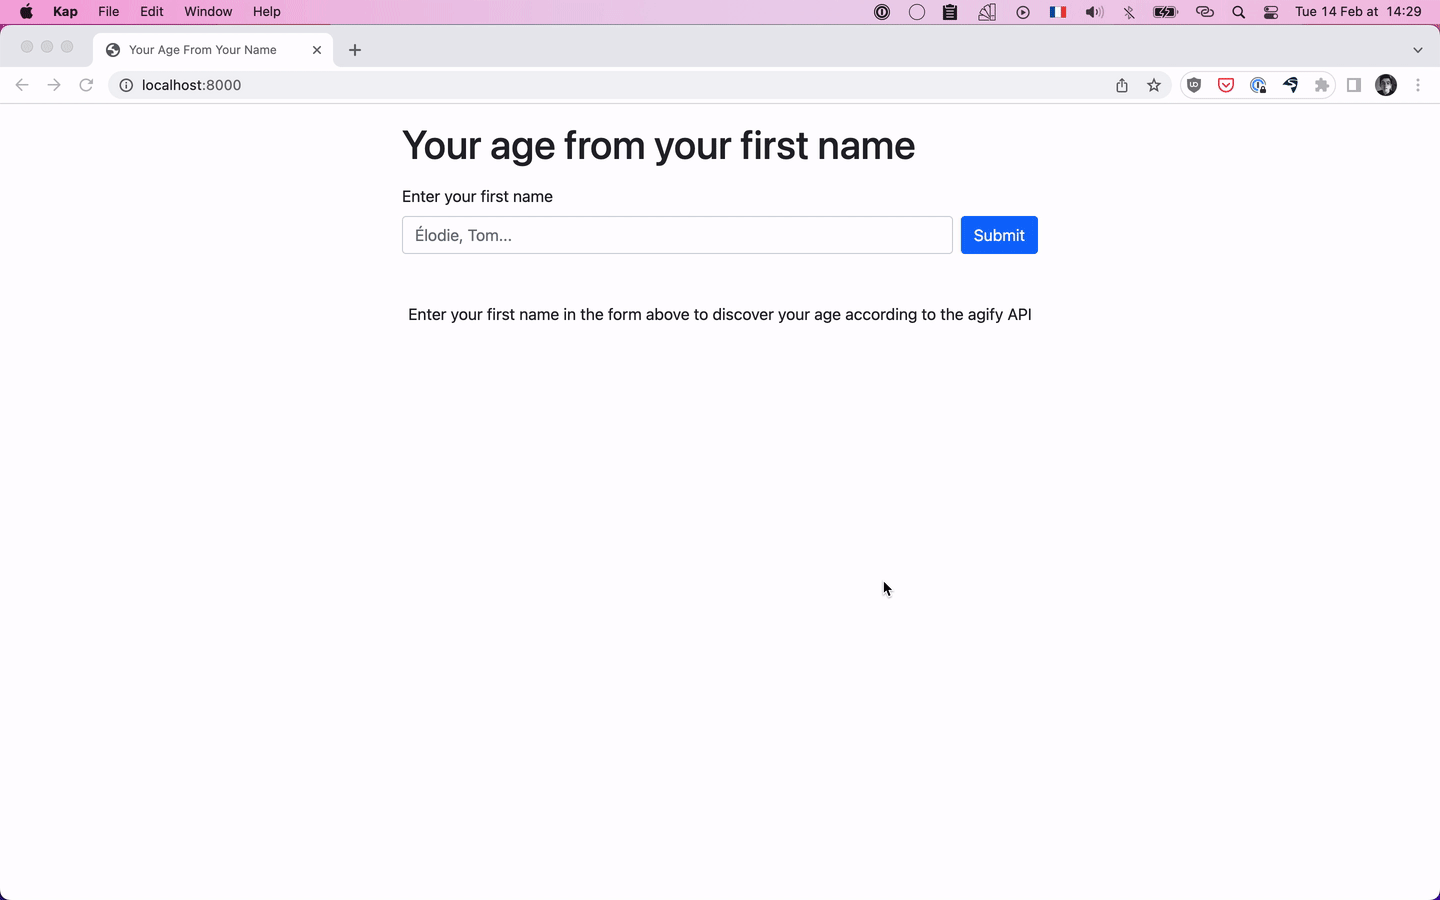 Kap File Edit Window Help Tue 14 Feb at 14:29
Your Age From Your Name
localhost:8000
Your age from your first name
Enter your first name
Élodie, Tom... Submit
Enter your first name in the form above to discover your age according to the agify API